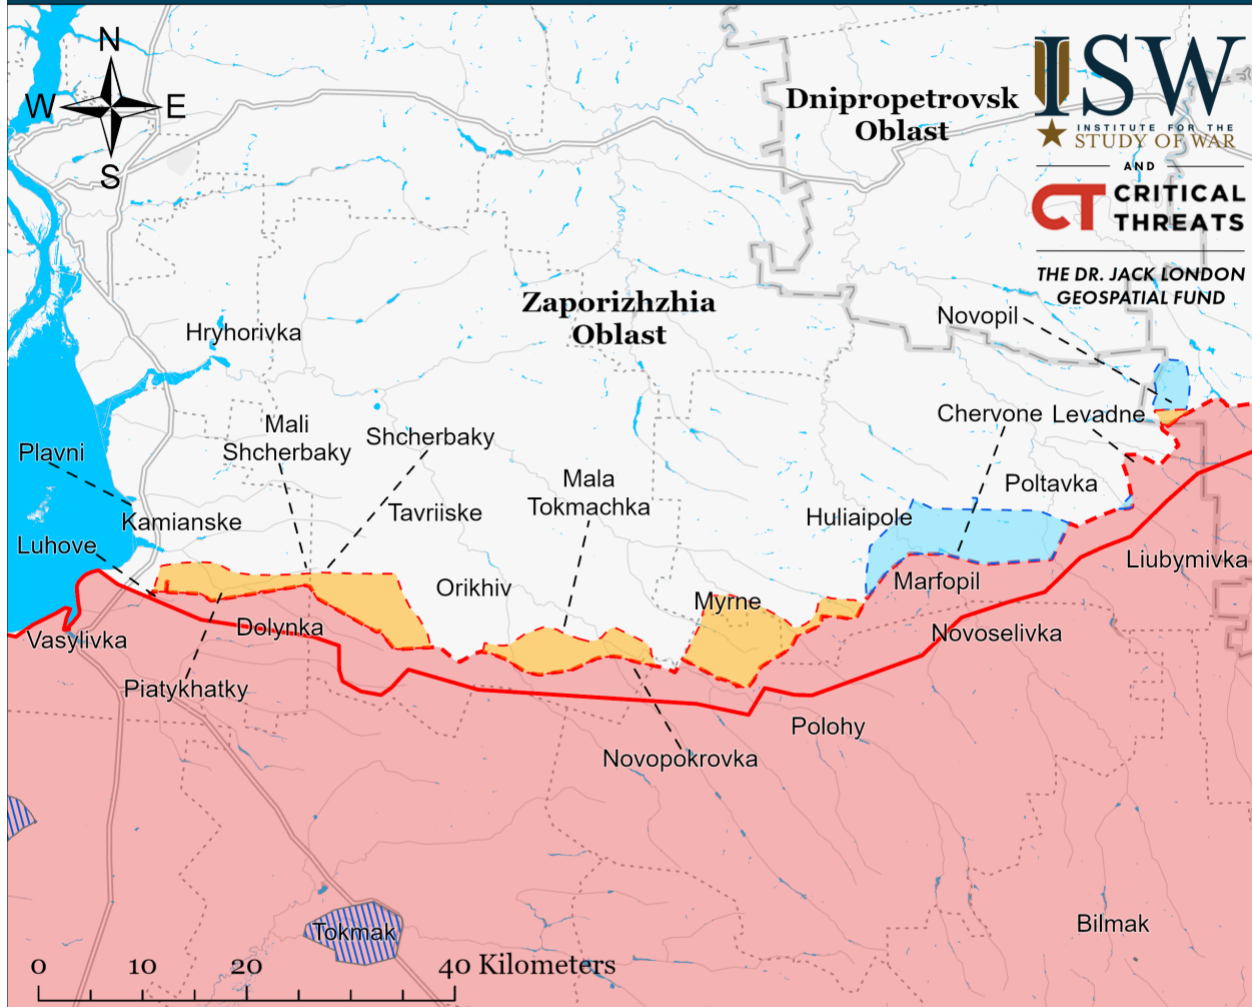 N
W E
S
Dnipropetrovsk
Oblast
ISW
INSTITUTE FOR THE
STUDY OF WAR
AND
CT CRITICAL
THREATS
THE DR. JACK LONDON
GEOSPATIAL FUND
Zaporizhzhia
Oblast
Novopil
Hryhorivka
Chervone
Levadne
Mali
Shcherbaky
Shcherbaky
Plavni
Mala
Tokmachka
Poltavka
Kamianske
Tavriiske
Huliaipole
Luhove
Liubymivka
Orikhiv
Marfopil
Myrne
Vasylivka
Dolynka
Novoselivka
Piatykhatky
Polohy
Novopokrovka
Tokmak
Bilmak
0 10 20 40 Kilometers